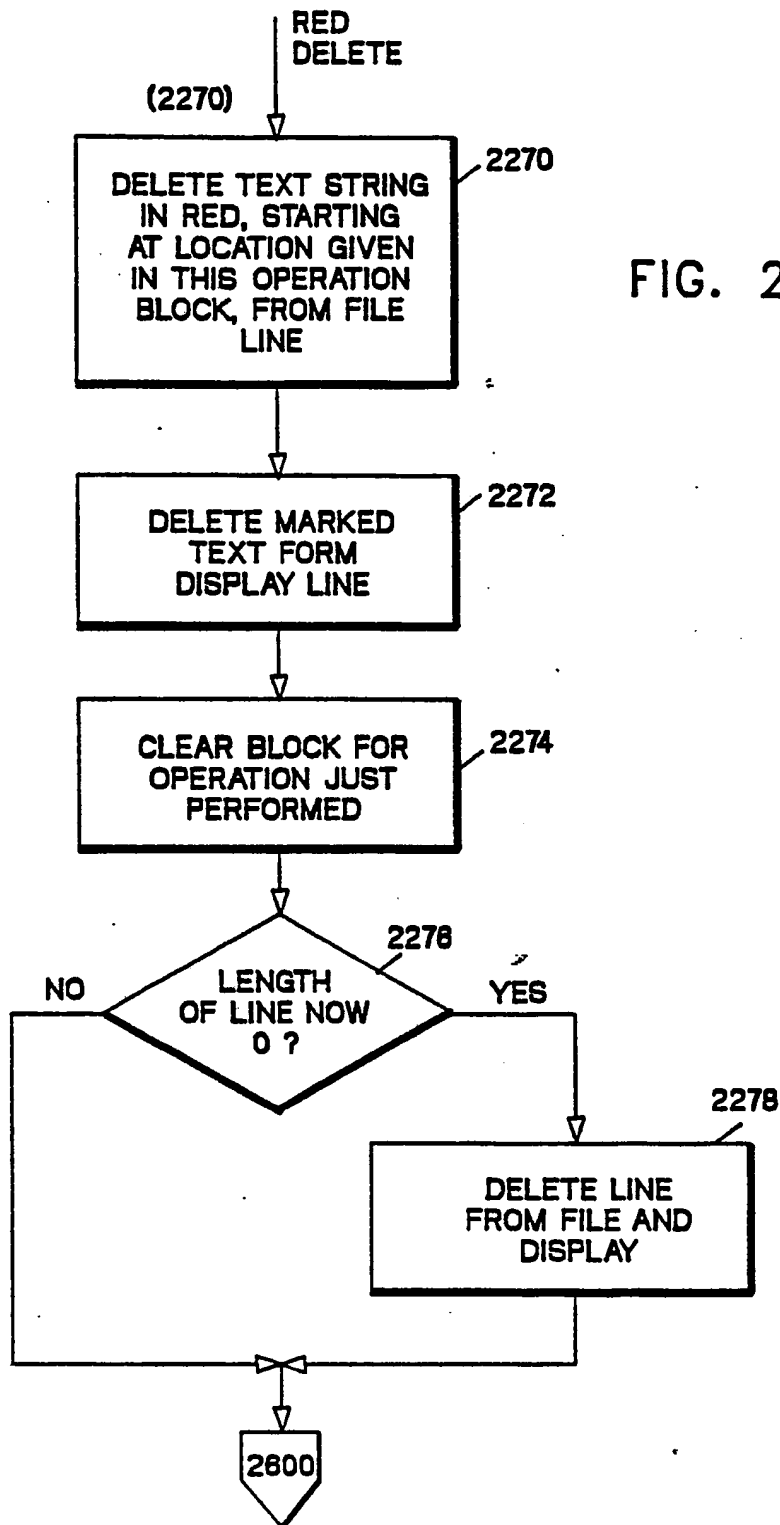 RED
DELETE
(2270)
2270
DELETE TEXT STRING
IN RED, STARTING
AT LOCATION GIVEN
IN THIS OPERATION
BLOCK, FROM FILE
LINE
FIG. 2
2272
DELETE MARKED
TEXT FORM
DISPLAY LINE
2274
CLEAR BLOCK FOR
OPERATION JUST
PERFORMED
2276
NO
LENGTH
OF LINE NOW
0 ?
YES
2278
DELETE LINE
FROM FILE AND
DISPLAY
2600